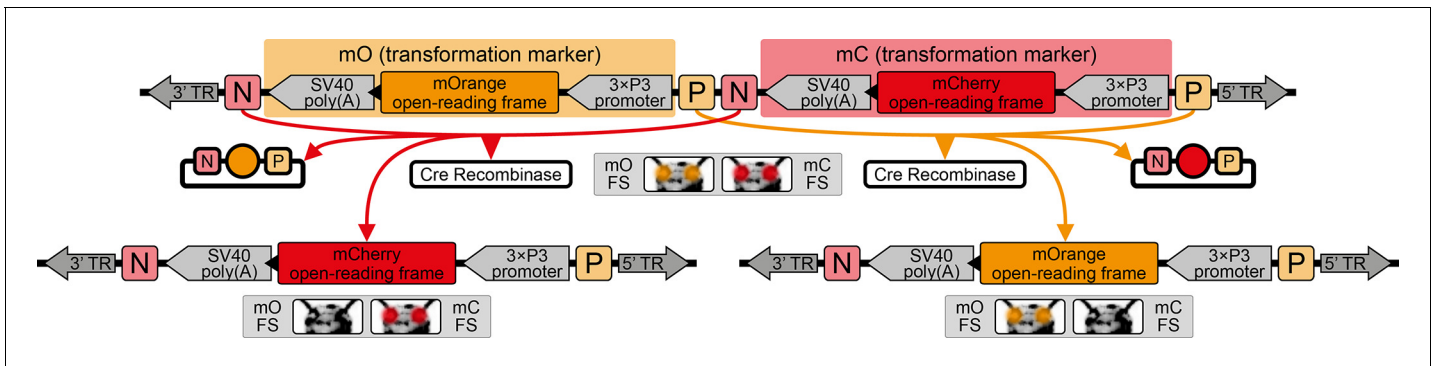 mO (transformation marker)
mC (transformation marker)
3' TR
N
SV40
poly(A)
mOrange
open-reading frame
3×P3
promoter
P
N
SV40
poly(A)
mCherry
open-reading frame
3×P3
promoter
P
5' TR
N
P
Cre Recombinase
mO
FS
mC
FS
Cre Recombinase
N
P
3' TR
N
SV40
poly(A)
mCherry
open-reading frame
3×P3
promoter
P
5' TR
3' TR
N
SV40
poly(A)
mOrange
open-reading frame
3×P3
promoter
P
5' TR
mO
FS
mC
FS
mO
FS
mC
FS